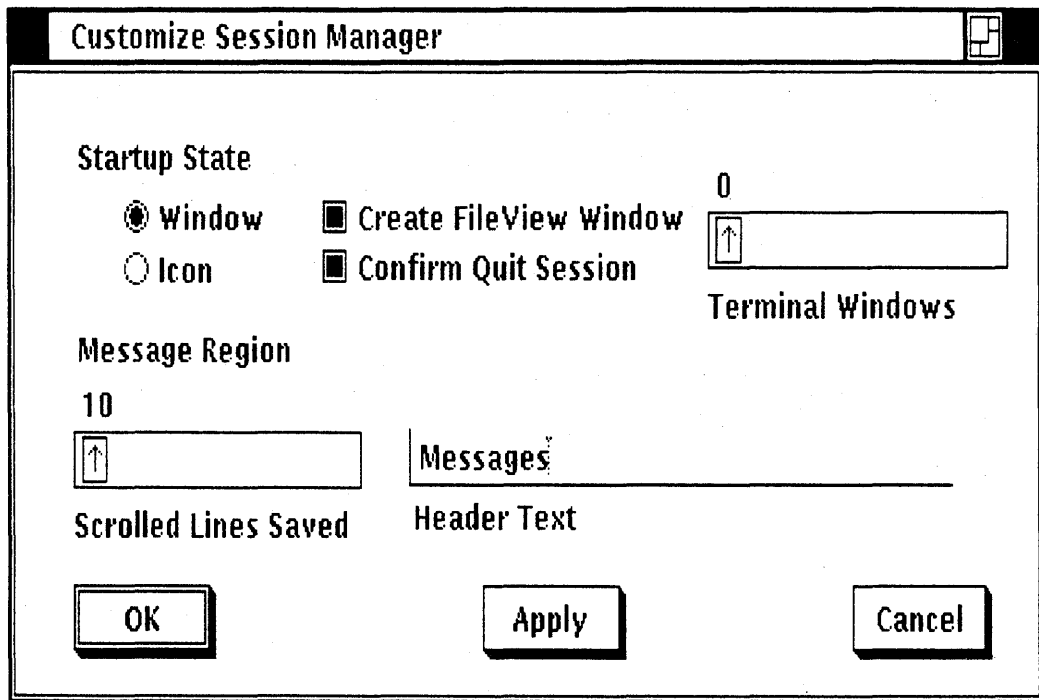 Customize Session Manager
Startup State
Window
Create FileView Window
0
Icon
Confirm Quit Session
Terminal Windows
Message Region
10
Messages
Scrolled Lines Saved
Header Text
OK
Apply
Cancel